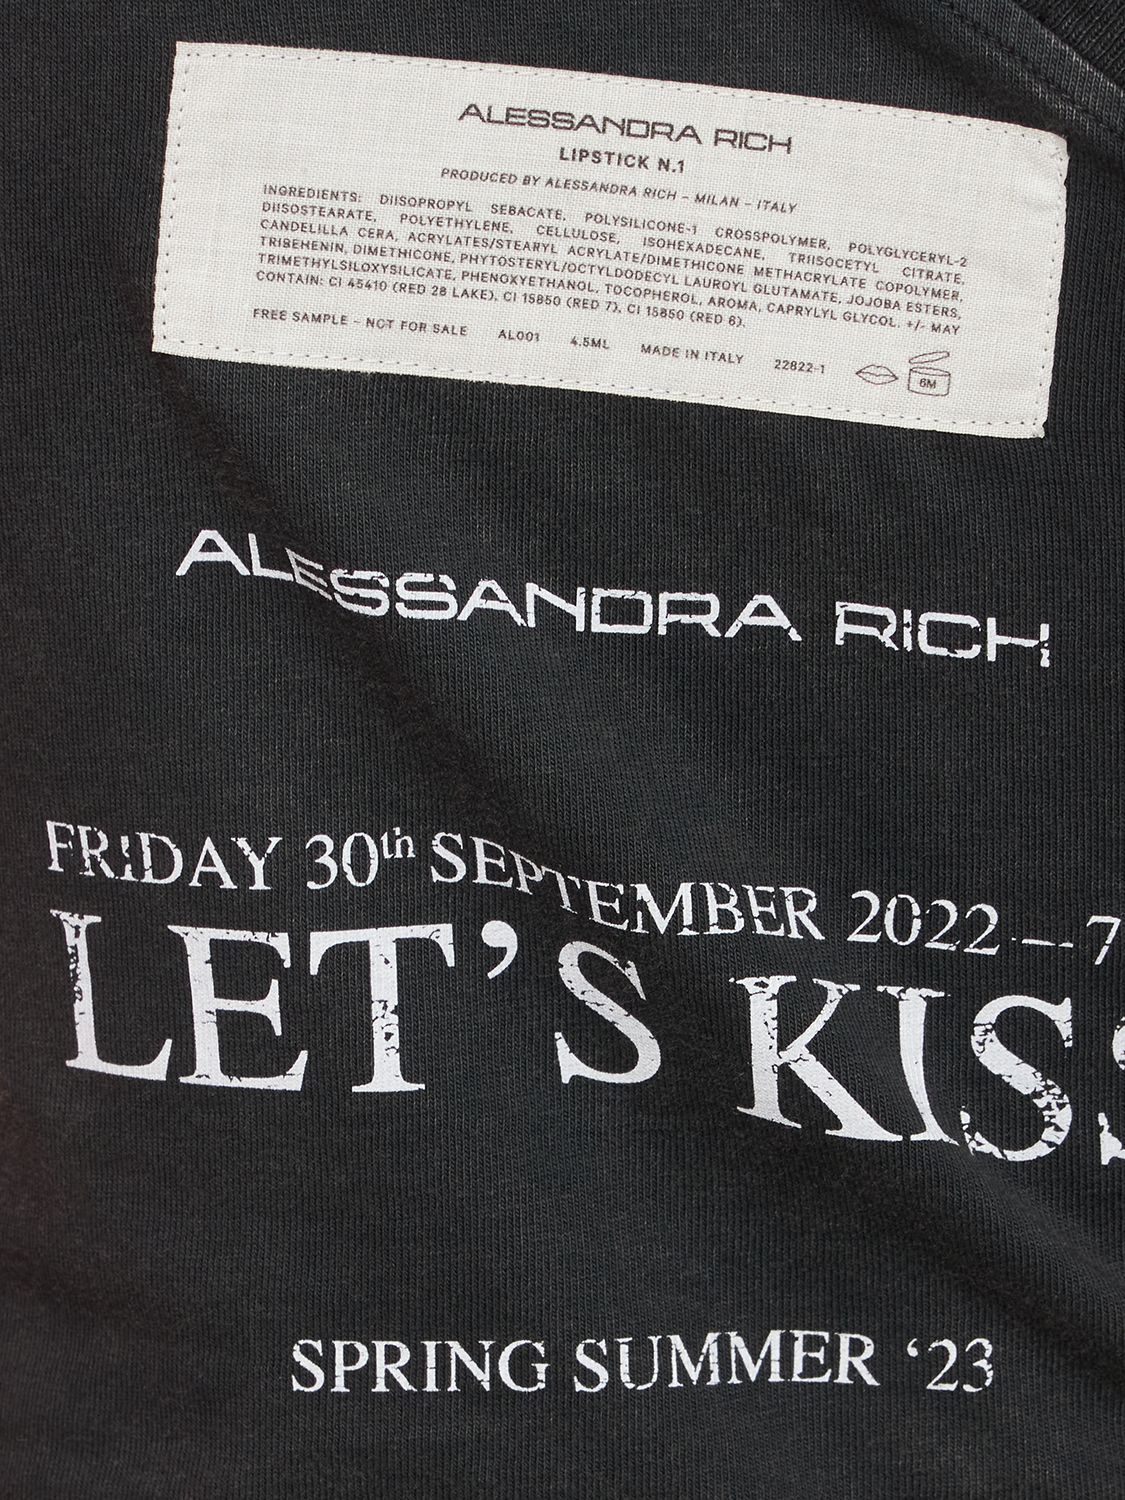 ALESSANDRA RICH
LIPSTICK N.1
PRODUCED BY ALESSANDRA RICH – MILAN – ITALY
INGREDIENTS: DIISOPROPYL SEBACATE, POLYSILICONE-1 CROSSPOLYMER, POLYGLYCERYL-2
DIISOSTEARATE, POLYETHYLENE, CELLULOSE, ISOHEXADECANE, TRIISOCETYL CITRATE,
CANDELILLA CERA, ACRYLATES/STEARYL ACRYLATE/DIMETHICONE METHACRYLATE COPOLYMER,
TRIBEHENIN, DIMETHICONE, PHYTOSTERYL/OCTYLDODECYL LAUROYL GLUTAMATE, JOJOBA ESTERS,
TRIMETHYLSILOXYSILICATE, PHENOXYETHANOL, TOCOPHEROL, AROMA, CAPRYLYL GLYCOL. +/- MAY
CONTAIN: CI 45410 (RED 28 LAKE), CI 15850 (RED 7), CI 15850 (RED 6).
FREE SAMPLE – NOT FOR SALE AL001 4.5ML MADE IN ITALY 22822-1 6M
ALESSANDRA RICH
FRIDAY 30th SEPTEMBER 2022 — 7
LET'S KISS
SPRING SUMMER ‘23